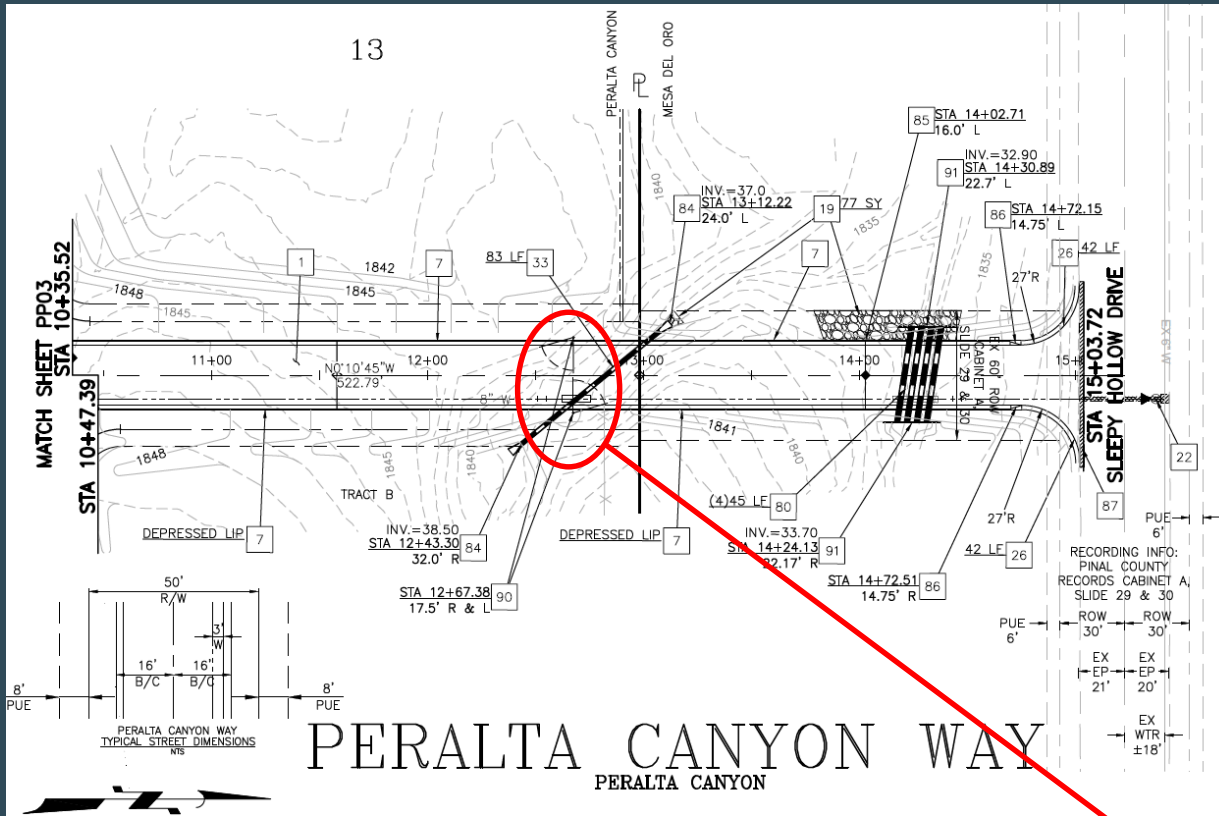 13
PERALTA CANYON
MESA DEL ORO
PL
85 STA 14+02.71
16.0' L
INV.=32.90
91 STA 14+30.89
22.7' L
INV.=37.0
84 STA 13+12.22
24.0' L
19 77 SY
86 STA 14+72.15
14.75' L
26 42 LF
1840
1835
1835
83 LF 33
7
1
7
1842
1845
1848
1845
27'R
MATCH SHEET PP03
STA 10+35.52
STA 10+47.39
11+00
12+00
13+00
14+00
N0°10'45"W
522.79'
8" W
EX 80' ROW
CABINET A,
SLIDE 29 & 30
STA 15+03.72
SLEEPY HOLLOW DRIVE
EX 6" W
1848
1845
1840
1841
1840
TRACT B
DEPRESSED LIP 7
INV.=38.50
STA 12+43.30 84
32.0' R
DEPRESSED LIP 7
STA 12+67.38 90
17.5' R & L
(4)45 LF 80
INV.=33.70
STA 14+24.13 91
22.17' R
27'R
42 LF 26
STA 14+72.51 86
14.75' R
87
22
PUE
6'
RECORDING INFO:
PINAL COUNTY
RECORDS CABINET A,
SLIDE 29 & 30
PUE
6'
ROW
30'
ROW
30'
EX
EP
21'
EX
EP
20'
EX
WTR
±18'
50'
R/W
3'
W
16'
B/C
16'
B/C
8'
PUE
8'
PUE
PERALTA CANYON WAY
TYPICAL STREET DIMENSIONS
NTS
PERALTA CANYON WAY
PERALTA CANYON